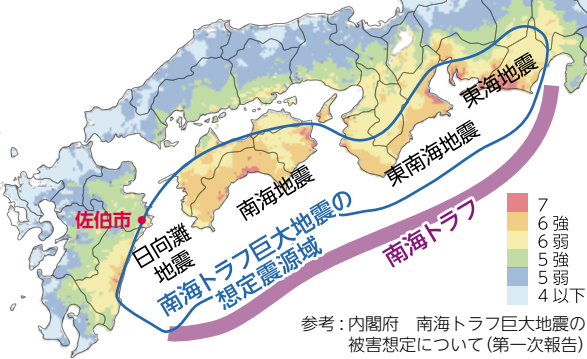 東海地震
東南海地震
南海地震
佐伯市
日向灘
地震
南海トラフ巨大地震の
想定震源域
南海トラフ
7
6強
6弱
5強
5弱
4以下
参考：内閣府　南海トラフ巨大地震の
被害想定について（第一次報告）